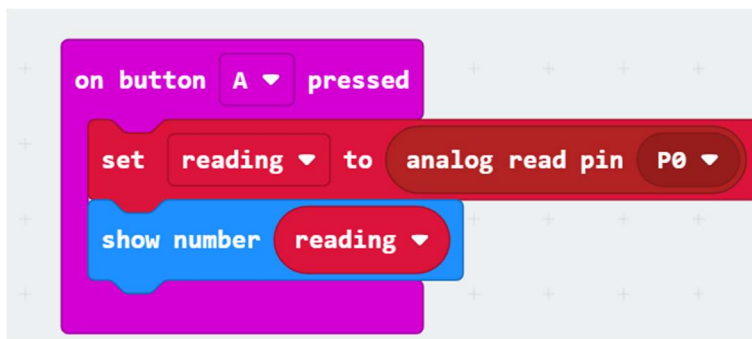 on button A pressed
set reading to analog read pin P0
show number reading